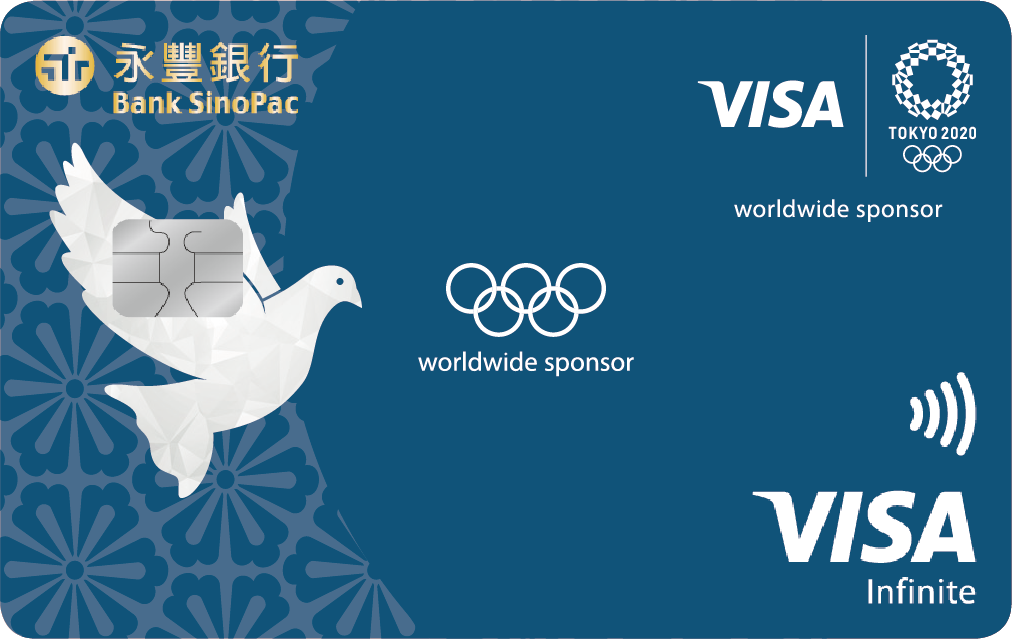 永豐銀行
Bank SinoPac
VISA
TOKYO 2020
worldwide sponsor
worldwide sponsor
VISA
Infinite